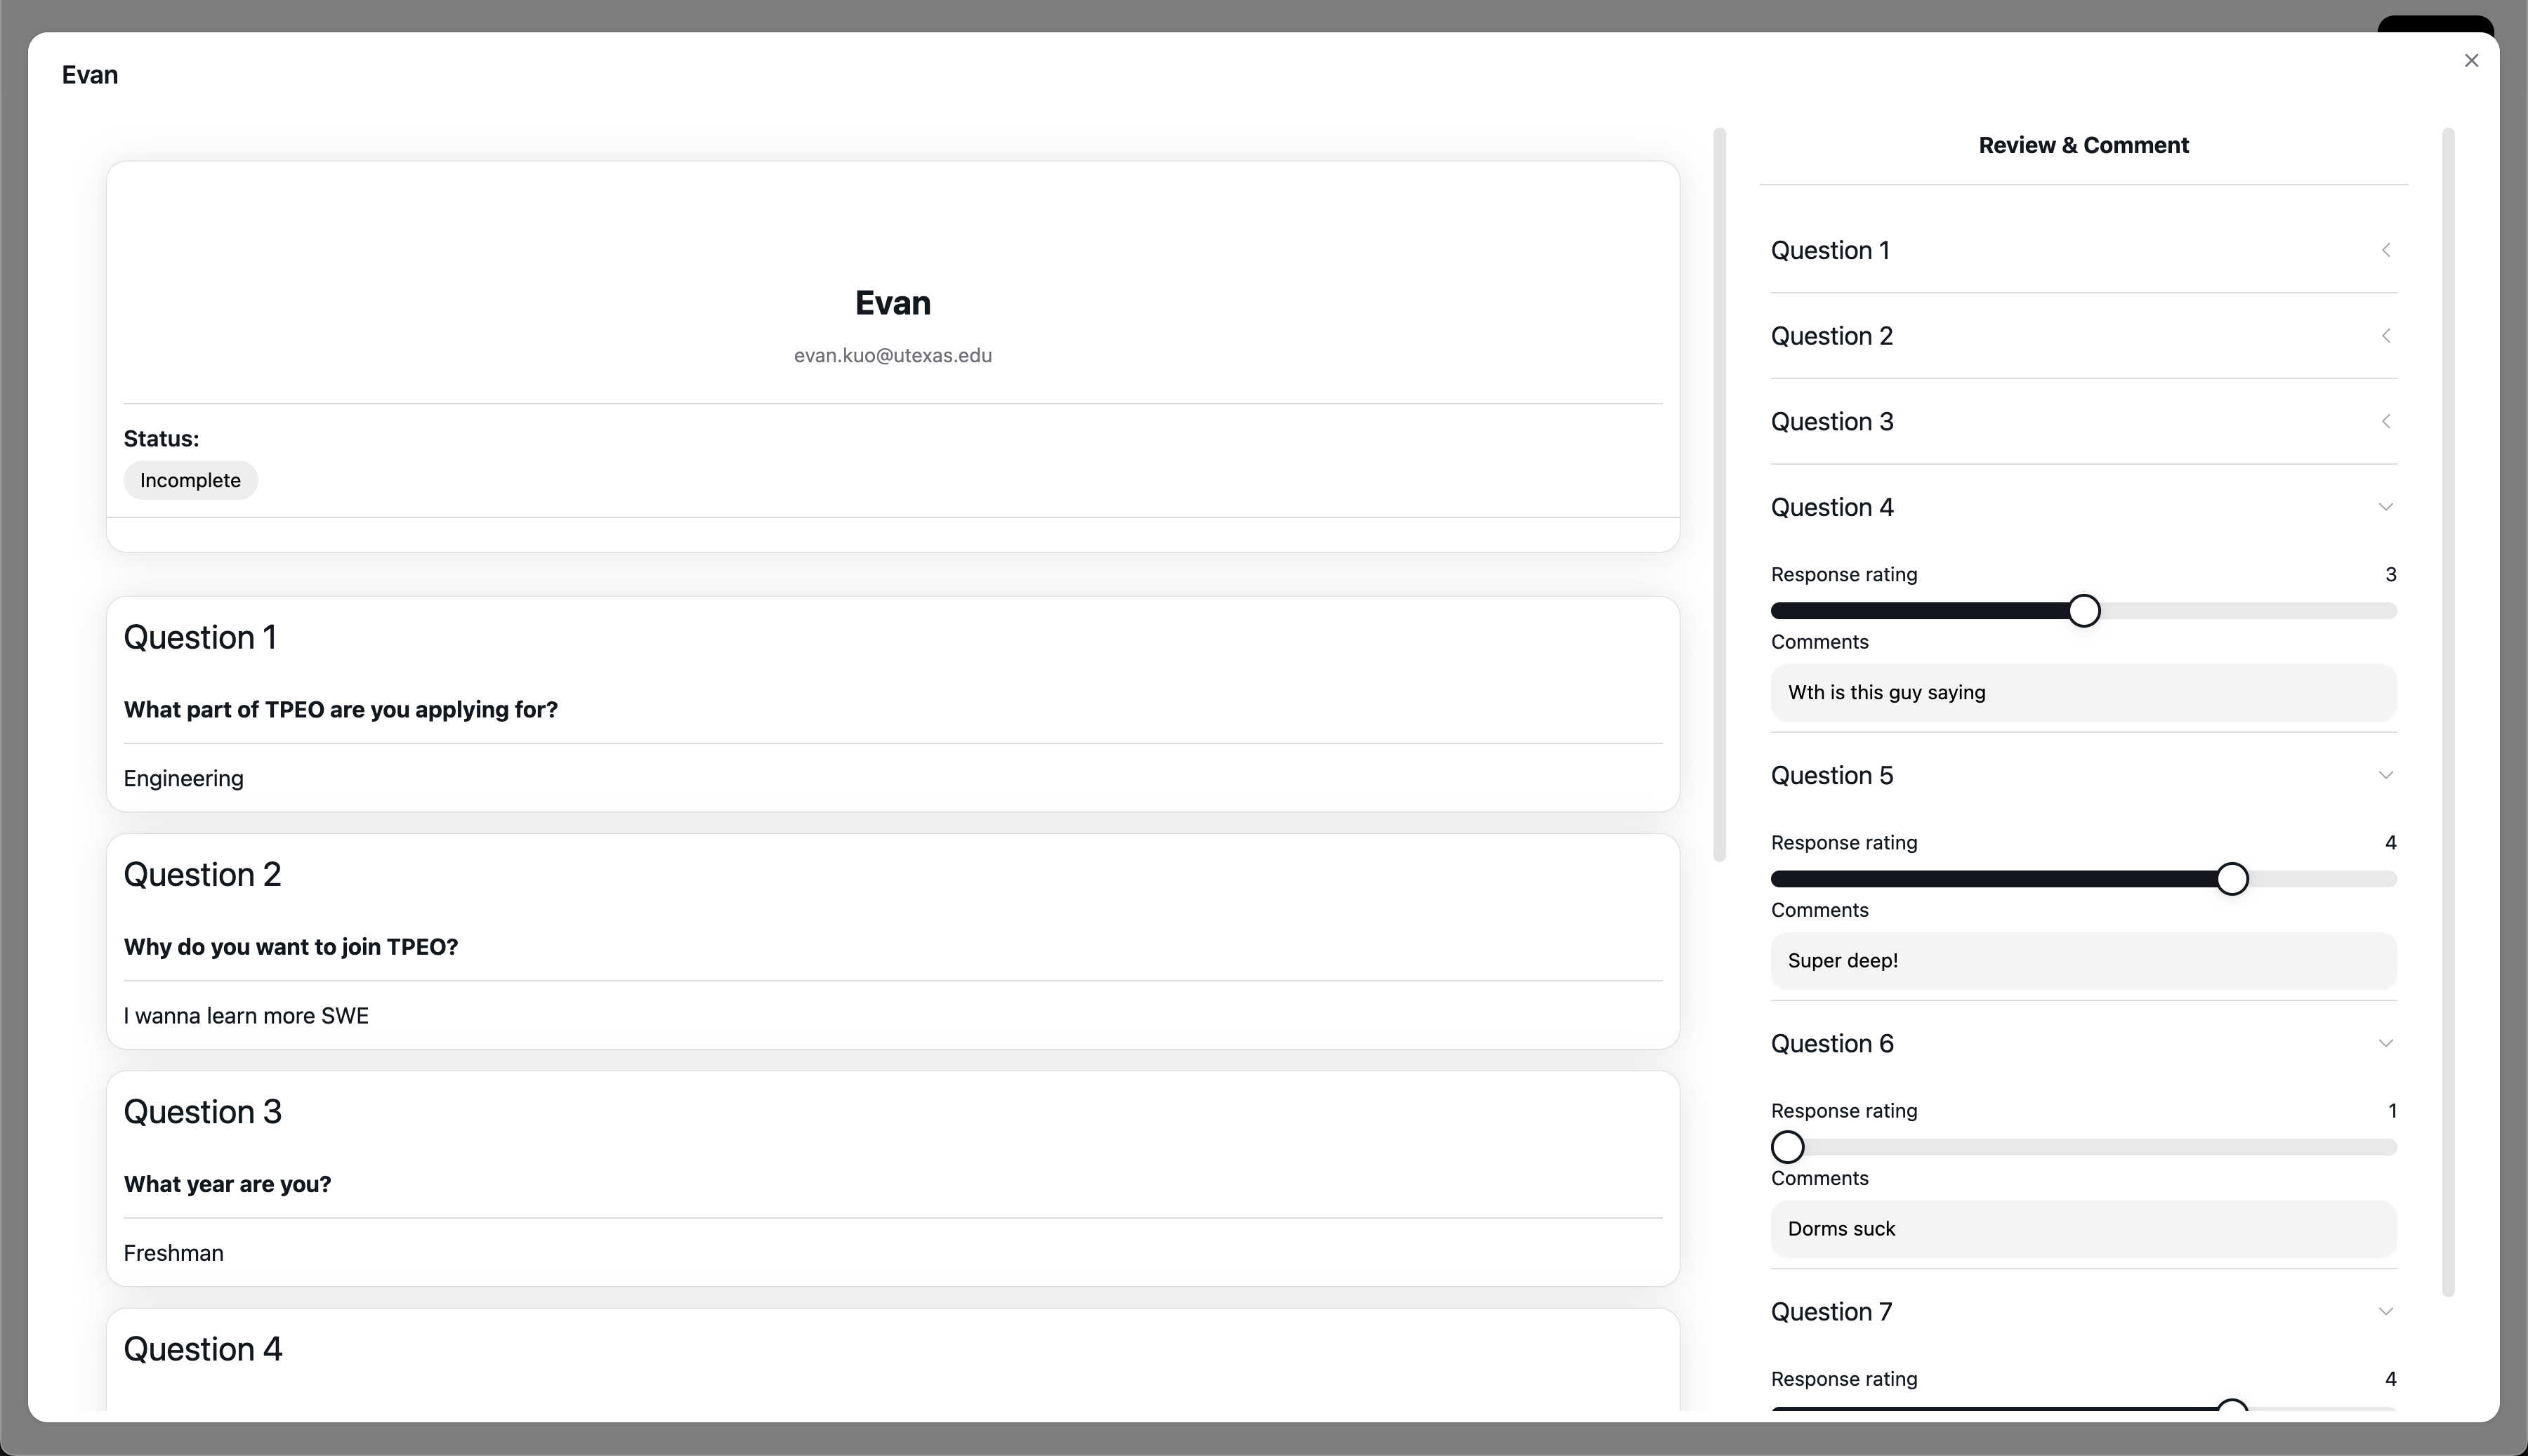 Evan
Evan
evan.kuo@utexas.edu
Status:
Incomplete
Question 1
What part of TPEO are you applying for?
Engineering
Question 2
Why do you want to join TPEO?
I wanna learn more SWE
Question 3
What year are you?
Freshman
Question 4
Review & Comment
Question 1
Question 2
Question 3
Question 4
Response rating 3
Comments
Wth is this guy saying
Question 5
Response rating 4
Comments
Super deep!
Question 6
Response rating 1
Comments
Dorms suck
Question 7
Response rating 4